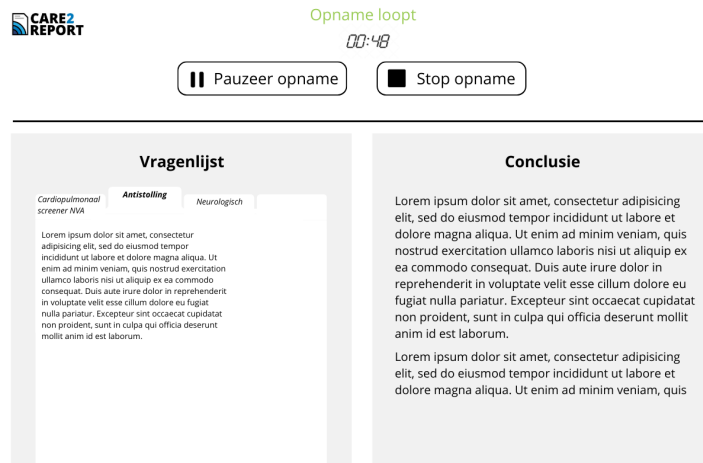 CARE2
REPORT
Opname loopt
00:48
Pauzeer opname
Stop opname
Vragenlijst
Cardiopulmonaal
screener NVA
Antistolling
Neurologisch
Lorem ipsum dolor sit amet, consectetur
adipisicing elit, sed do eiusmod tempor
incididunt ut labore et dolore magna aliqua. Ut
enim ad minim veniam, quis nostrud exercitation
ullamco laboris nisi ut aliquip ex ea commodo
consequat. Duis aute irure dolor in reprehenderit
in voluptate velit esse cillum dolore eu fugiat
nulla pariatur. Excepteur sint occaecat cupidatat
non proident, sunt in culpa qui officia deserunt
mollit anim id est laborum.
Conclusie
Lorem ipsum dolor sit amet, consectetur adipisicing
elit, sed do eiusmod tempor incididunt ut labore et
dolore magna aliqua. Ut enim ad minim veniam, quis
nostrud exercitation ullamco laboris nisi ut aliquip ex
ea commodo consequat. Duis aute irure dolor in
reprehenderit in voluptate velit esse cillum dolore eu
fugiat nulla pariatur. Excepteur sint occaecat cupidatat
non proident, sunt in culpa qui officia deserunt mollit
anim id est laborum.
Lorem ipsum dolor sit amet, consectetur adipisicing
elit, sed do eiusmod tempor incididunt ut labore et
dolore magna aliqua. Ut enim ad minim veniam, quis